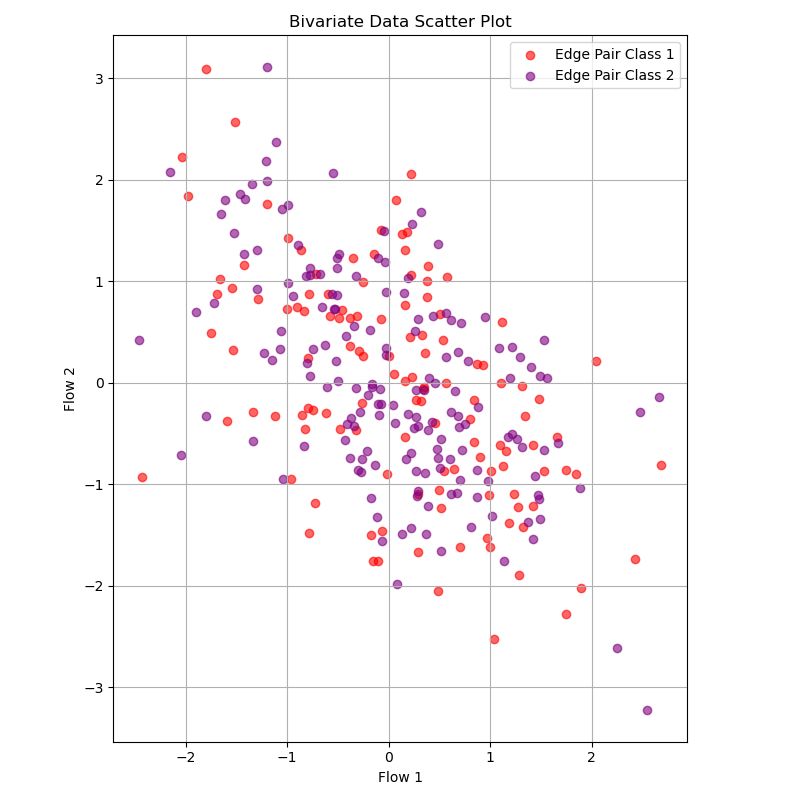 Bivariate Data Scatter Plot
Edge Pair Class 1
Edge Pair Class 2
Flow 2
3
2
1
0
−1
−2
−3
−2
−1
0
1
2
Flow 1